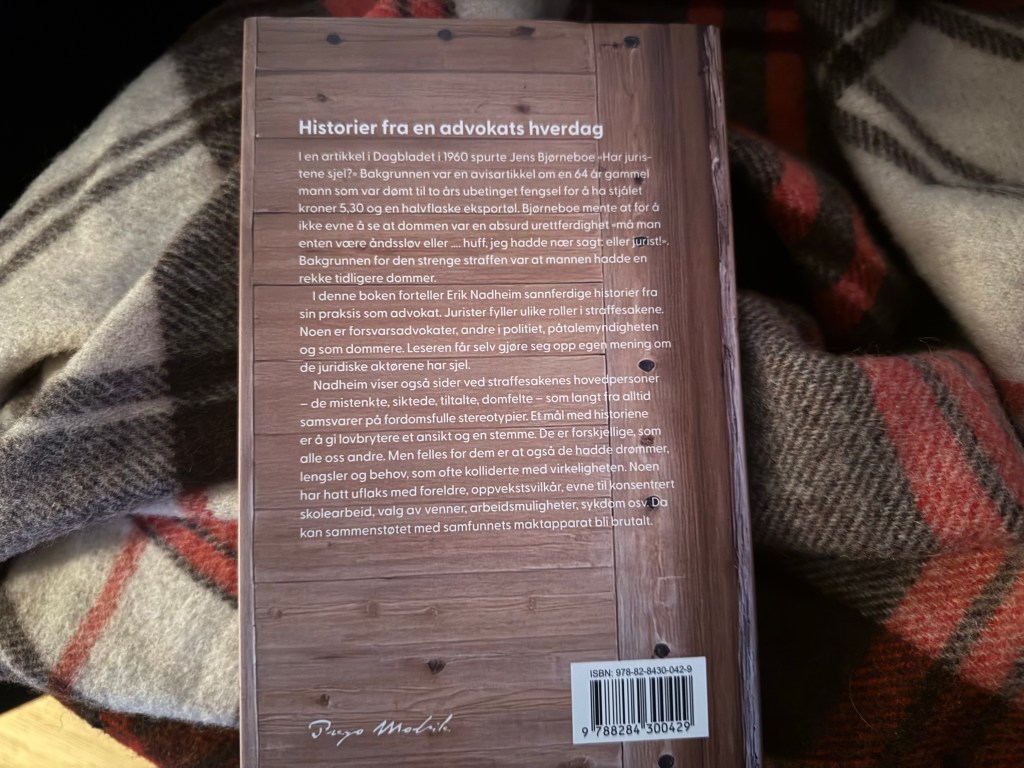 Historier fra en advokats hverdag
I en artikkel i Dagbladet i 1960 spurte Jens Bjørneboe «Har juris-
tene sjel?» Bakgrunnen var en avisartikkel om en 64 år gammel
mann som var dømt til to års ubetinget fengsel for å ha stjålet
kroner 5,30 og en halvflaske eksportøl. Bjørneboe mente at for å
ikke evne å se at dommen var en absurd urettferdighet «må man
enten være åndssløv eller .... huff, jeg hadde nær sagt: eller jurist!».
Bakgrunnen for den strenge straffen var at mannen hadde en
rekke tidligere dommer.
I denne boken forteller Erik Nadheim sannferdige historier fra
sin praksis som advokat. Jurister fyller ulike roller i straffesakene.
Noen er forsvarsadvokater, andre i politiet, påtalemyndigheten
og som dommere. Leseren får selv gjøre seg opp egen mening om
de juridiske aktørene har sjel.
Nadheim viser også sider ved straffesakenes hovedpersoner
– de mistenkte, siktede, tiltalte, domfelte – som langt fra alltid
samsvarer på fordomsfulle stereotypier. Et mål med historiene
er å gi lovbrytere et ansikt og en stemme. De er forskjellige, som
alle oss andre. Men felles for dem er at også de hadde drømmer,
lengsler og behov, som ofte kolliderte med virkeligheten. Noen
har hatt uflaks med foreldre, oppvekstsvilkår, evne til konsentrert
skolearbeid, valg av venner, arbeidsmuligheter, sykdom osv. Da
kan sammenstøtet med samfunnets maktapparat bli brutalt.
ISBN: 978-82-8430-042-9
9 788284 300429